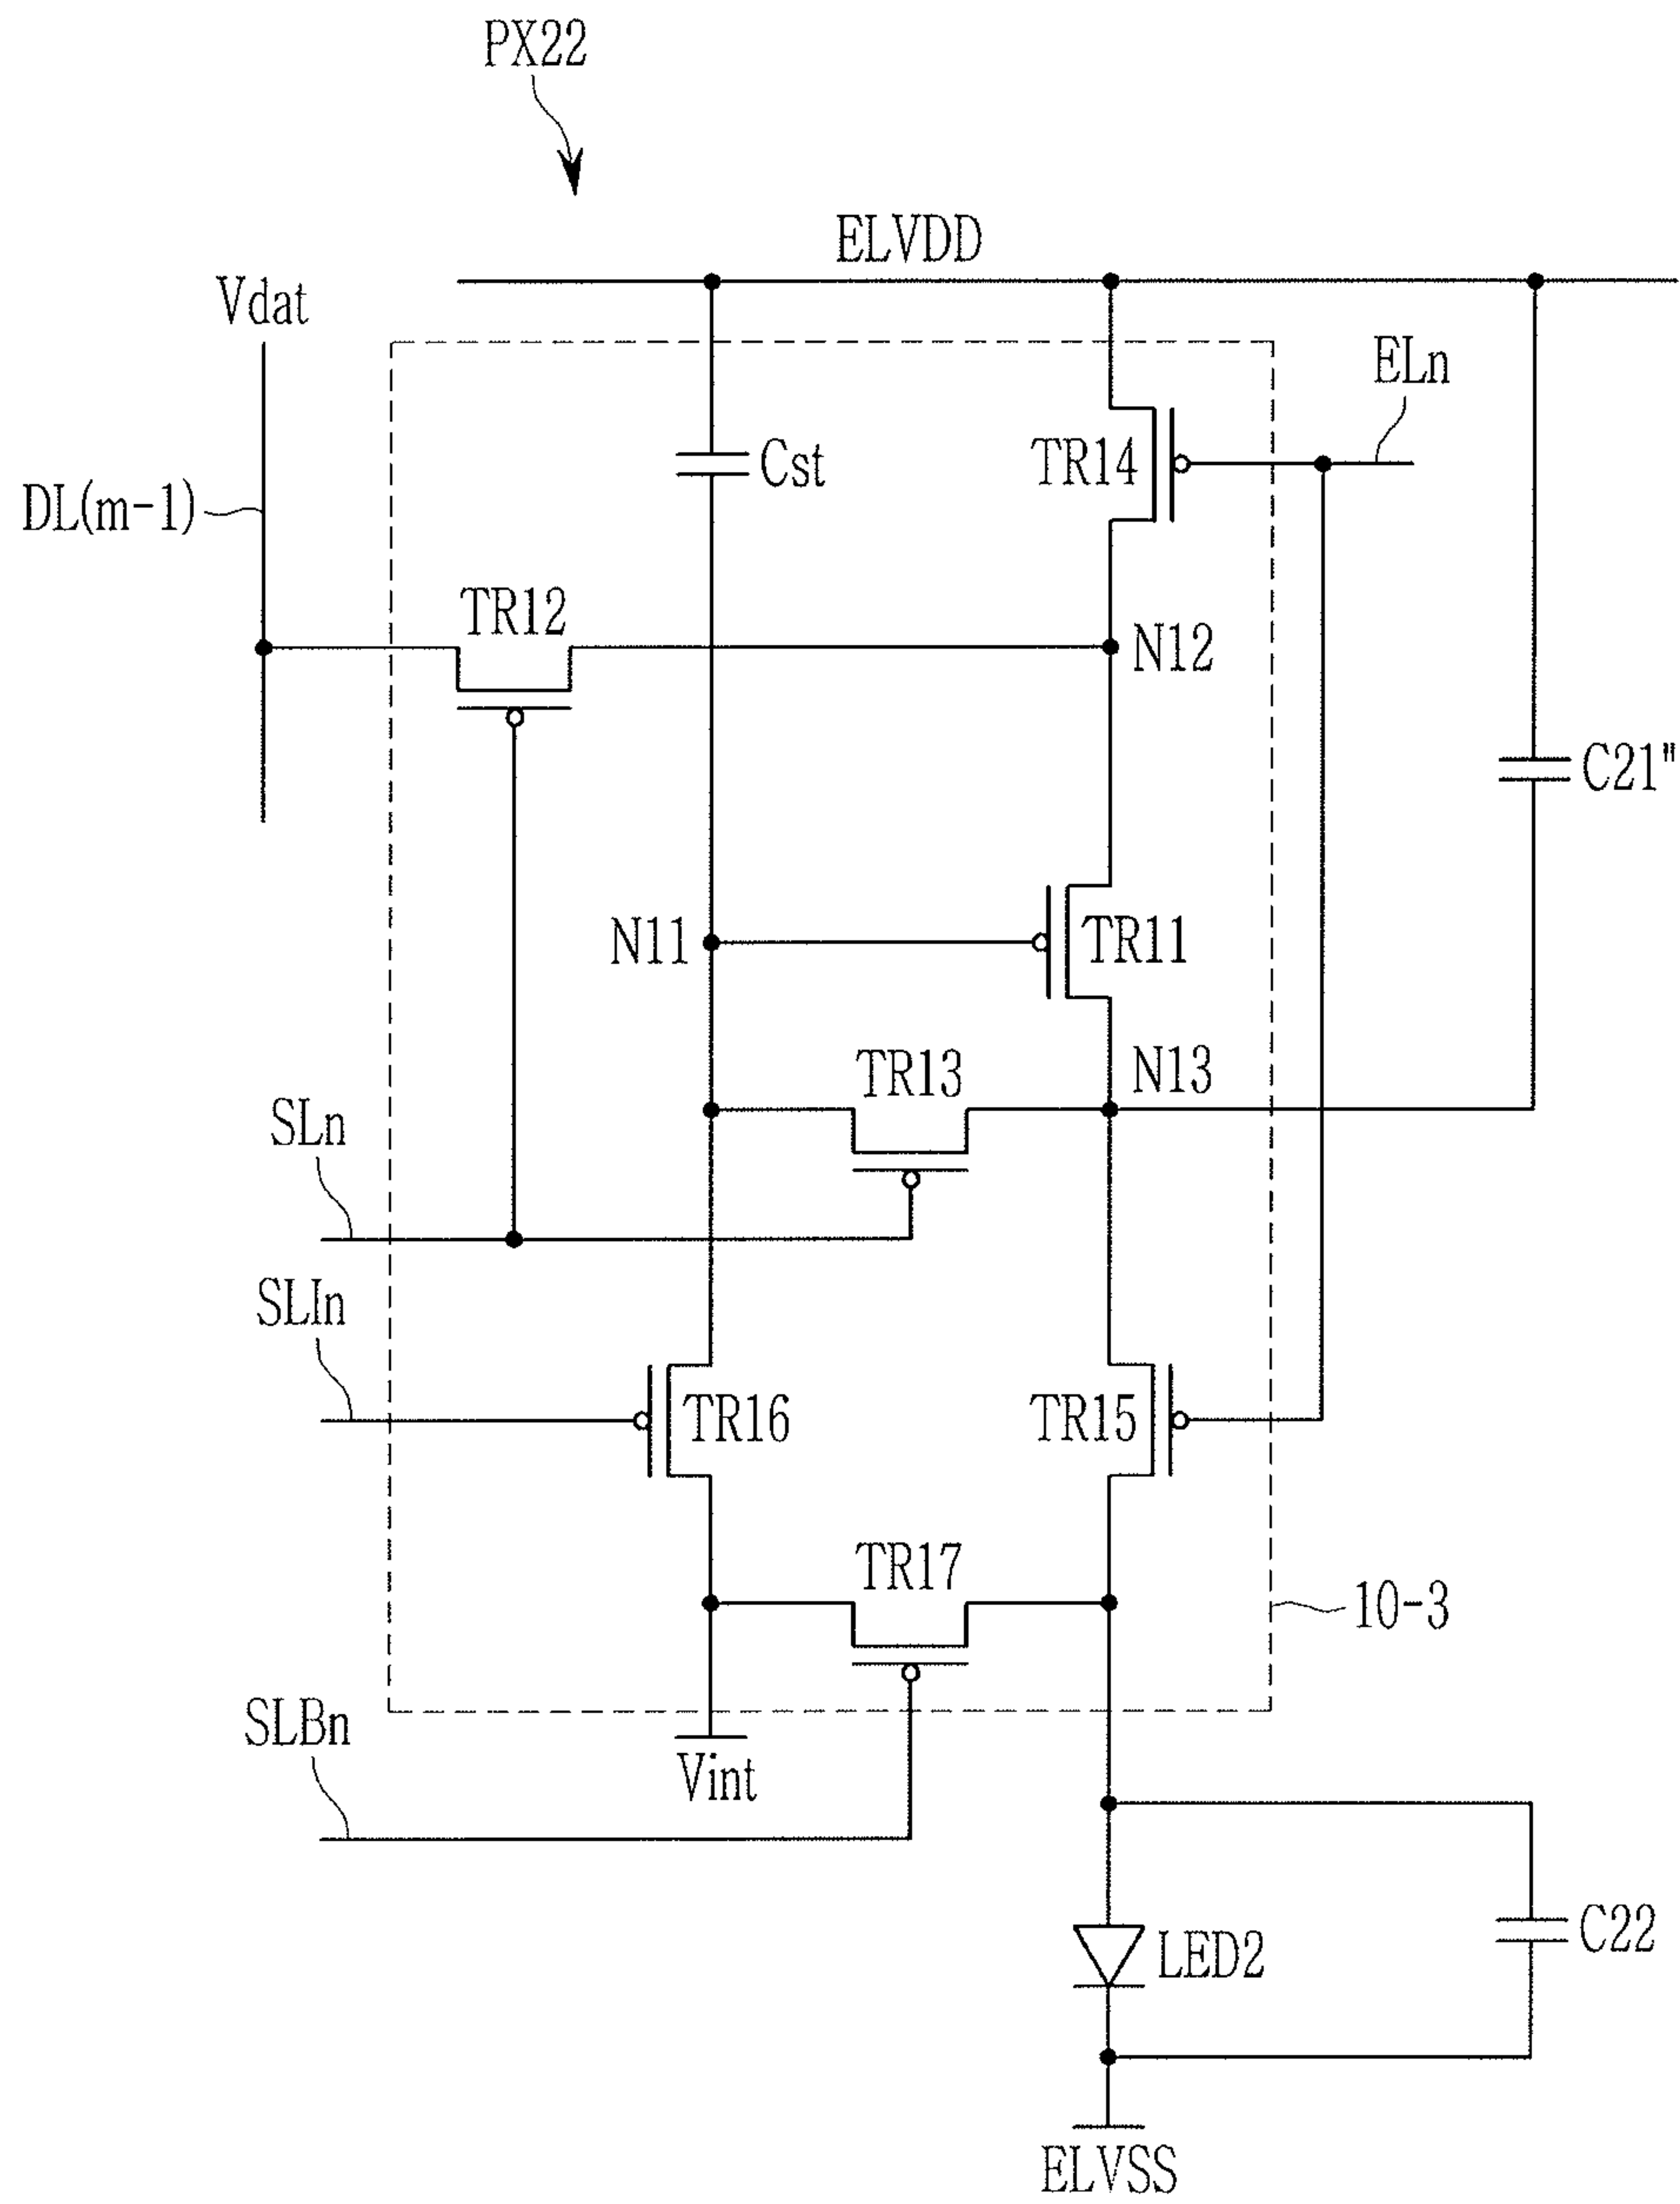 PX22
ELVDD
Vdat
ELn
TR14
Cst
DL(m-1)
TR12
N12
C21"
N11
TR11
TR13
N13
SLn
SLIn
TR16
TR15
TR17
10-3
SLBn
Vint
LED2
C22
ELVSS